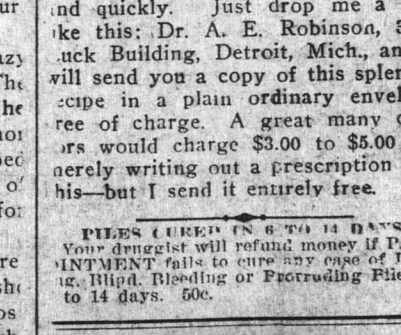 nd quickly. Just drop me a
ke this: Dr. A. E. Robinson, 3
uck Building, Detroit, Mich., an
will send you a copy of this splen
ecipe in a plain ordinary envel
ree of charge. A great many
rs would charge $3.00 to $5.00
nerely writing out a prescription
his—but I send it entirely free.
PILES CURED IN 6 TO 14 DAYS
Your druggist will refund money if P
INTMENT fails to cure any case of I
g, Blind, Bleeding or Protruding Pile
to 14 days. 50c.